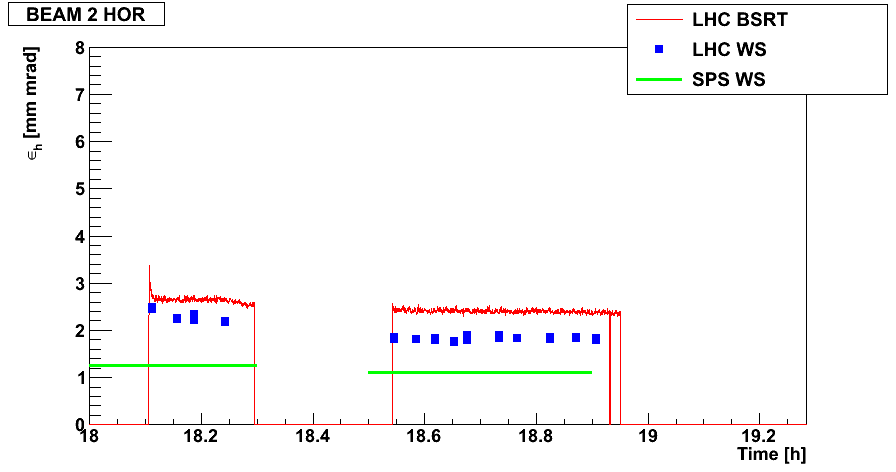 BEAM 2 HOR
LHC BSRT
LHC WS
SPS WS
∈h [mm mrad]
8
7
6
5
4
3
2
1
0
18 18.2 18.4 18.6 18.8 19 19.2
Time [h]